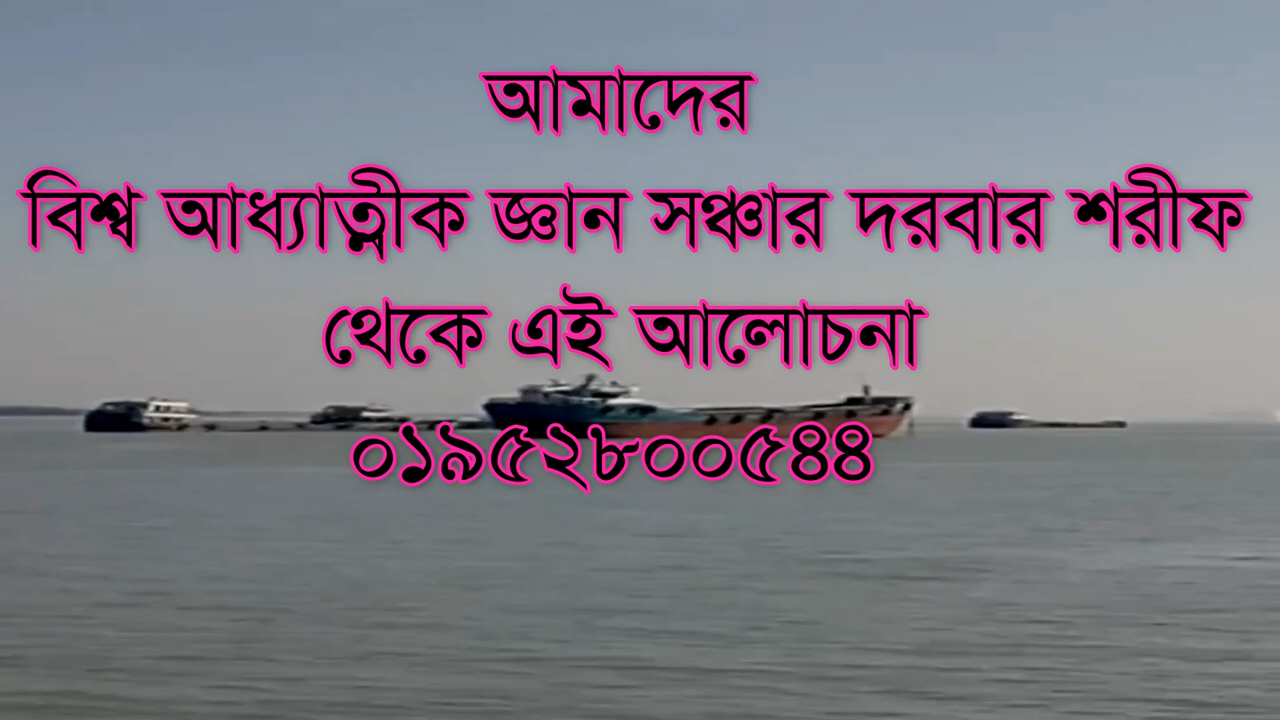 আমাদের
বিশ্ব আধ্যাত্নীক জ্ঞান সঞ্চার দরবার শরীফ
থেকে এই আলোচনা
০১৯৫২৮০০৫৪৪